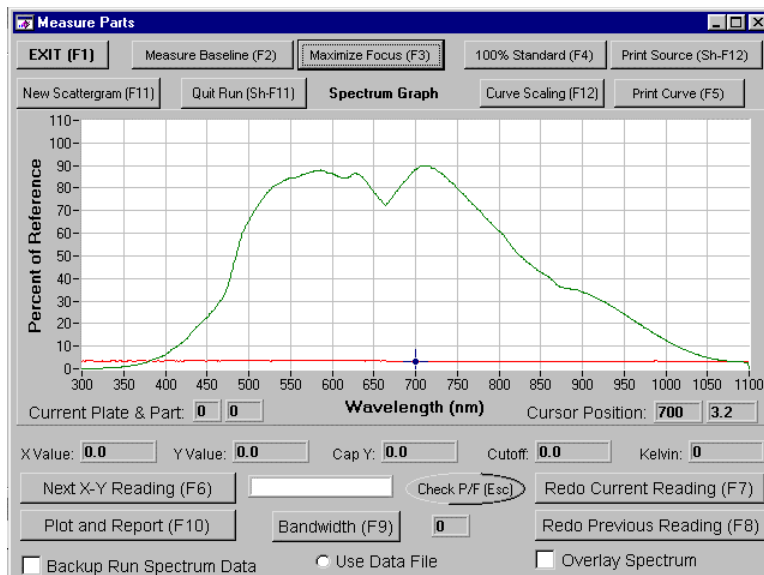 Measure Parts
EXIT (F1) Measure Baseline (F2) Maximize Focus (F3) 100% Standard (F4) Print Source (Sh-F12)
New Scattergram (F11) Quit Run (Sh-F11) Spectrum Graph Curve Scaling (F12) Print Curve (F5)
110-
100-
90-
80-
70-
60-
50-
40-
30-
20-
10-
0-
Percent of Reference
300 350 400 450 500 550 600 650 700 750 800 850 900 950 1000 1050 1100
Wavelength (nm)
Current Plate & Part: 0 0 Cursor Position: 700 3.2
X Value: 0.0 Y Value: 0.0 Cap Y: 0.0 Cutoff: 0.0 Kelvin: 0
Next X-Y Reading (F6) Check P/F (Esc) Redo Current Reading (F7)
Plot and Report (F10) Bandwidth (F9) 0 Redo Previous Reading (F8)
Backup Run Spectrum Data Use Data File Overlay Spectrum